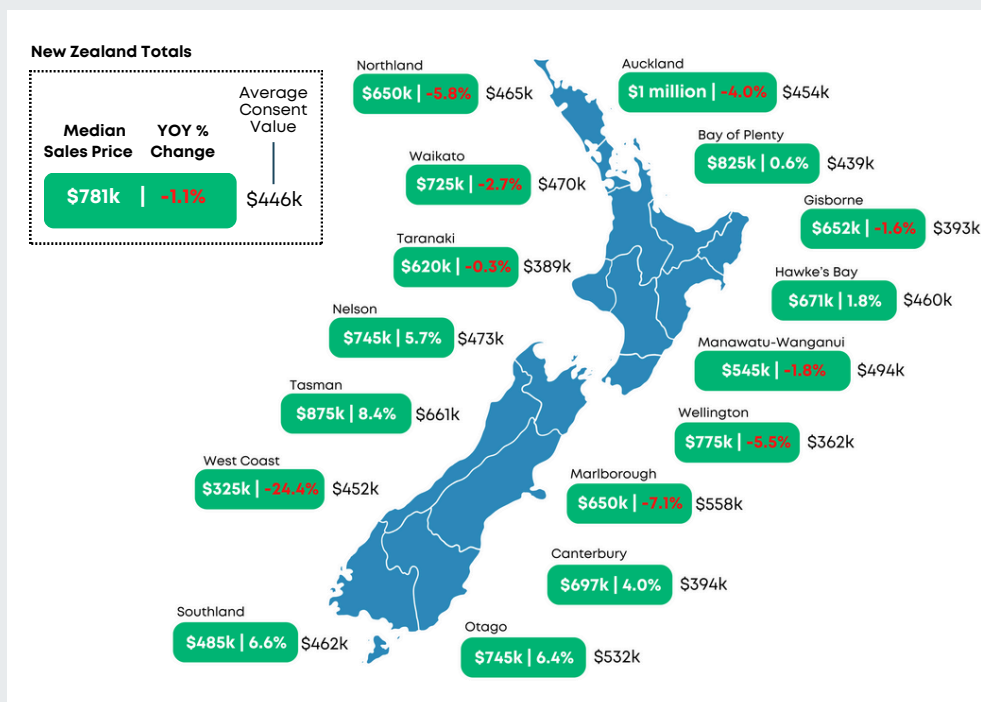 New Zealand Totals
Median
Sales Price
YOY %
Change
Average
Consent
Value
$781k | -1.1%
$446k
Northland
$650k | -5.8% $465k
Auckland
$1 million | -4.0% $454k
Bay of Plenty
$825k | 0.6% $439k
Waikato
$725k | -2.7% $470k
Gisborne
$652k | -1.6% $393k
Taranaki
$620k | -0.3% $389k
Hawke's Bay
$671k | 1.8% $460k
Nelson
$745k | 5.7% $473k
Manawatu-Wanganui
$545k | -1.8% $494k
Tasman
$875k | 8.4% $661k
Wellington
$775k | -5.5% $362k
West Coast
$325k | -24.4% $452k
Marlborough
$650k | -7.1% $558k
Canterbury
$697k | 4.0% $394k
Southland
$485k | 6.6% $462k
Otago
$745k | 6.4% $532k